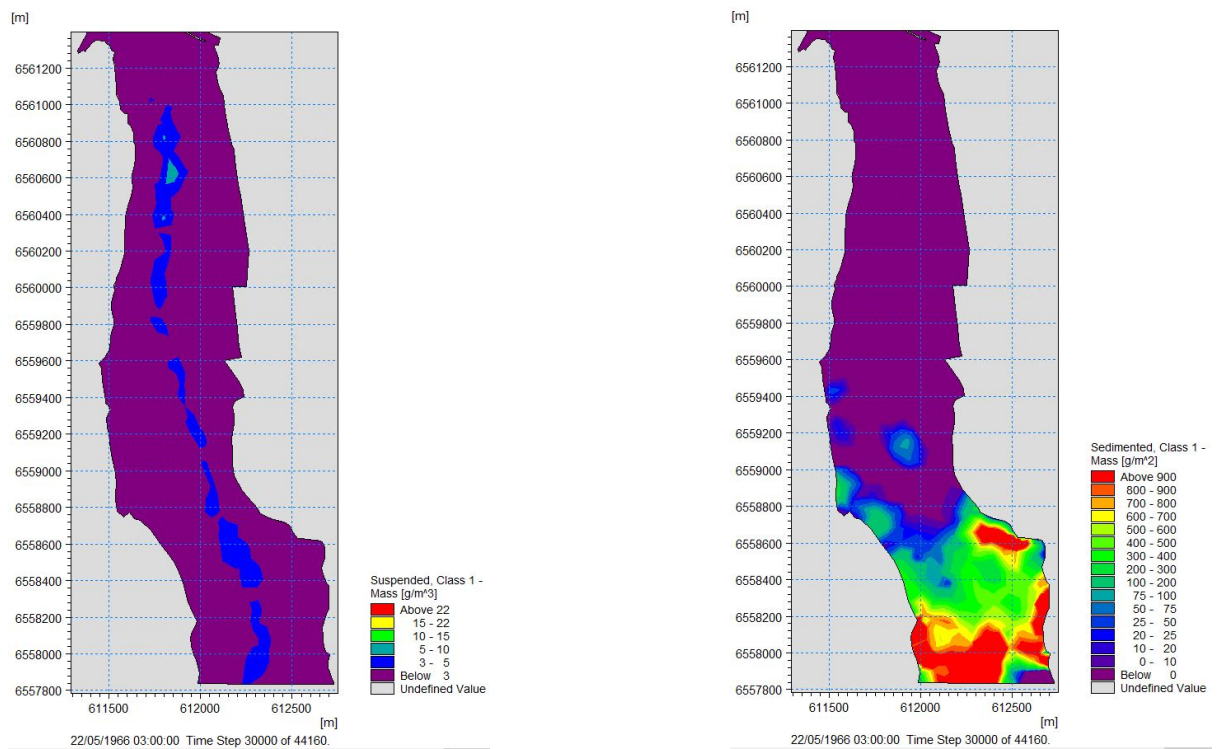 [m]
6561200
6561000
6560800
6560600
6560400
6560200
6560000
6559800
6559600
6559400
6559200
6559000
6558800
6558600
6558400
6558200
6558000
6557800
611500 612000 612500
[m]
22/05/1966 03:00:00 Time Step 30000 of 44160.
Suspended, Class 1 -
Mass [g/m^3]
Above 22
15 - 22
10 - 15
5 - 10
3 - 5
Below 3
Undefined Value
[m]
6561200
6561000
6560800
6560600
6560400
6560200
6560000
6559800
6559600
6559400
6559200
6559000
6558800
6558600
6558400
6558200
6558000
6557800
611500 612000 612500
[m]
22/05/1966 03:00:00 Time Step 30000 of 44160.
Sedimented, Class 1 -
Mass [g/m^2]
Above 900
800 - 900
700 - 800
600 - 700
500 - 600
400 - 500
300 - 400
200 - 300
100 - 200
75 - 100
50 - 75
25 - 50
20 - 25
10 - 20
0 - 10
Below 0
Undefined Value